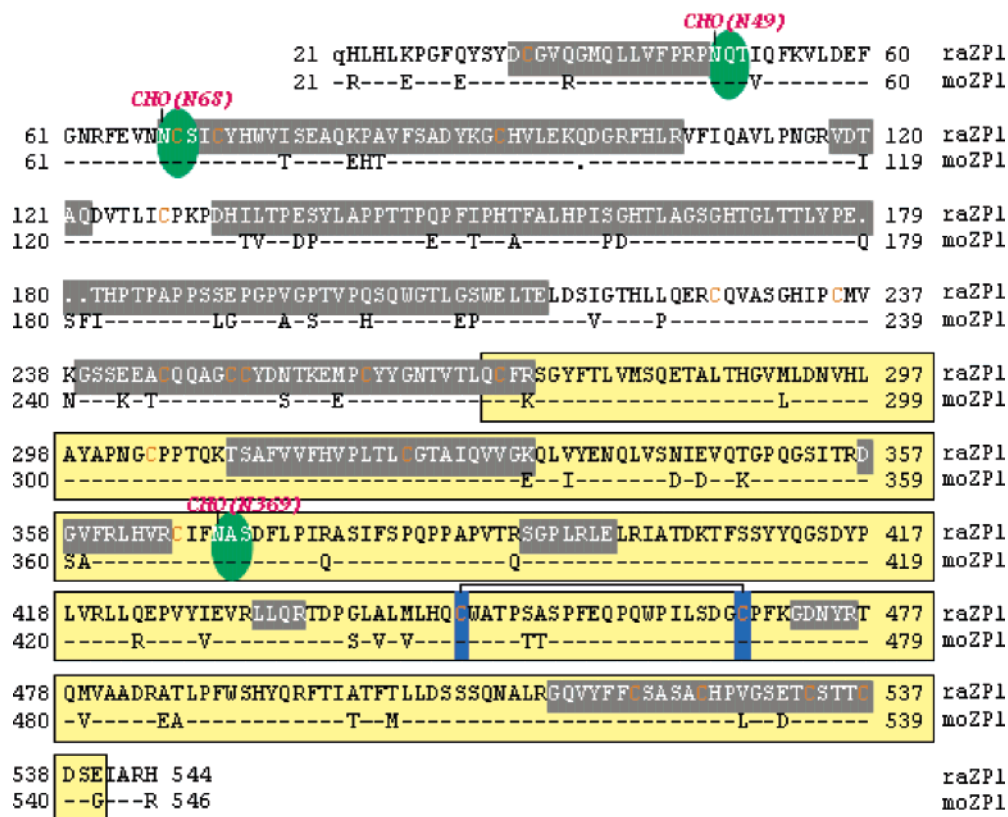 CHO(N49)
21 qHLHLKPGFQYSYDCGVQGMQLLVFPRPNQTIQFKVLDEF 60 raZP1
21 -R---E---E-------R-------------V-------- 60 moZP1
CHO(N68)
61 GNRFEVNNCSICYHWVISEAQKPAVFSADYKGCHVLEKQDGRFHLRVFIQAVLPNGRVDT 120 raZP1
61 ----------------T----EHT--------------.--------------------I 119 moZP1
121 AQDVTLICPKPDHILTPESYLAPPTTPQPFIPHTFALHPISGHTLAGSGHTGLTTLYPE. 179 raZP1
120 -------------TV--DP--------E--T--A------PD-----------------Q 179 moZP1
180 ..THPTPAPPSSEPGPVGPTVPQSQWGTLGSWELTELDSIGTHLLQERCQVASGHIPCMV 237 raZP1
180 SFI--------LG---A-S---H------EP--------V----P--------------- 239 moZP1
238 KGSSEEACQQAGCCYDNTKEMPCYYGNTVTLQCFRSGYFTLVMSQETALTHGVMLDNVHL 297 raZP1
240 N---K-T---------S---E-------------K------------------L------ 299 moZP1
298 AYAPNGCPPTQKTSAFVVFHVPLTLCGTAIQVVGKQLVYENQLVSNIEVQTGPQGSITRD 357 raZP1
300 ----------------------------------E--I-------D-D--K--------- 359 moZP1
CHO(N369)
358 GVFRLHVRCIFNASDFLPIRASIFSPQPPAPVTRSGPLRLELRIATDKTFSSYYQGSDYP 417 raZP1
360 SA-----------------Q-------------Q-------------------------- 419 moZP1
418 LVRLLQEPVYIEVRLLQRTDPGLALMLHQCWATPSASPFEQPQWPILSDGCPFKGDNYRT 477 raZP1
420 -----R----V----------S-V-V--------TT------------------------ 479 moZP1
478 QMVAADRATLPFWSHYQRFTIATFTLLDSSSQNALRGQVYFFCSASACHPVGSETCSTTC 537 raZP1
480 -V-----EA------------T--M-------------------------L--D------ 539 moZP1
538 DSEIARH 544 raZP1
540 --G---R 546 moZP1